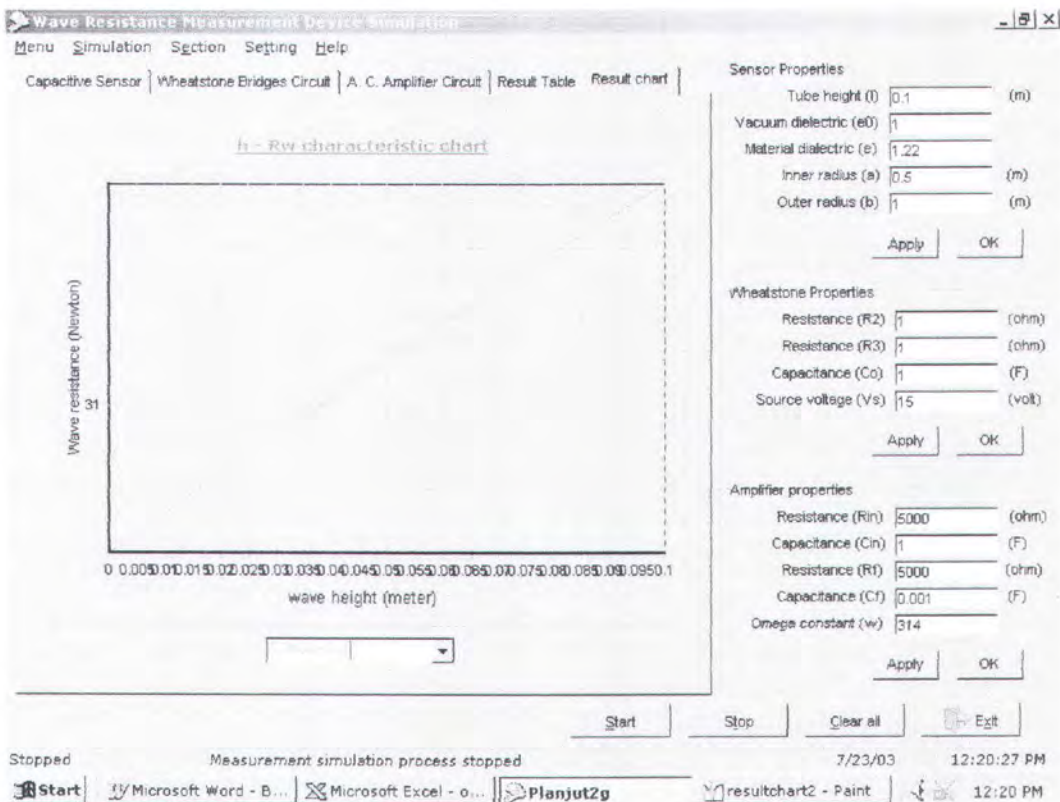 Wave Resistance Measurement Device Simulation
Menu Simulation Section Setting Help
Capacitive Sensor Wheatstone Bridges Circuit A. C. Amplifier Circuit Result Table Result chart
h - Rw characteristic chart
Wave resistance (Newton)
31
0 0.005 0.01 0.015 0.02 0.025 0.03 0.035 0.04 0.045 0.05 0.055 0.06 0.065 0.07 0.075 0.08 0.085 0.09 0.095 0.1
wave height (meter)
Sensor Properties
Tube height (l) 0.1 (m)
Vacuum dielectric (e0) 1
Material dialectric (e) 1.22
Inner radius (a) 0.5 (m)
Outer radius (b) 1 (m)
Apply OK
Wheatstone Properties
Resistance (R2) 1 (ohm)
Resistance (R3) 1 (ohm)
Capacitance (Co) 1 (F)
Source voltage (Vs) 15 (volt)
Apply OK
Amplifier properties
Resistance (Rin) 5000 (ohm)
Capacitance (Cin) 1 (F)
Resistance (Rf) 5000 (ohm)
Capacitance (Cf) 0.001 (F)
Omega constant (w) 314
Apply OK
Start Stop Clear all Exit
Stopped Measurement simulation process stopped 7/23/03 12:20:27 PM
Start Microsoft Word - B... Microsoft Excel - o... Planjut2g resultchart2 - Paint 12:20 PM